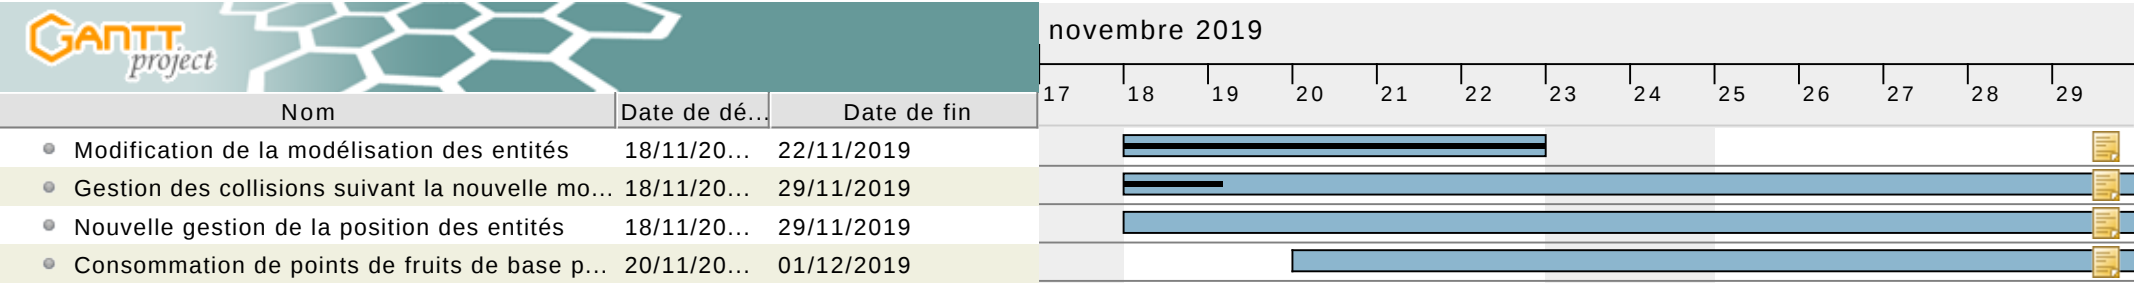 GANTT
project
novembre 2019
17 18 19 20 21 22 23 24 25 26 27 28 29
Nom Date de dé... Date de fin
Modification de la modélisation des entités 18/11/20... 22/11/2019
Gestion des collisions suivant la nouvelle mo... 18/11/20... 29/11/2019
Nouvelle gestion de la position des entités 18/11/20... 29/11/2019
Consommation de points de fruits de base p... 20/11/20... 01/12/2019